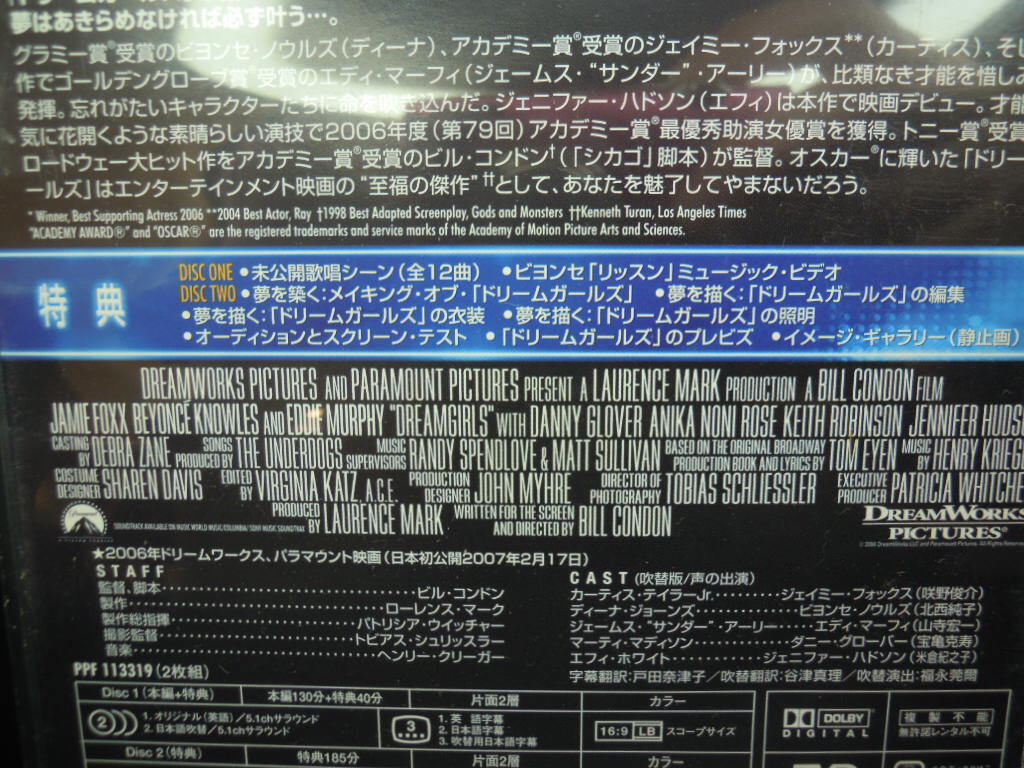 夢はあきらめなければ必ず叶う…。
グラミー賞®受賞のビヨンセ・ノウルズ(ディーナ)、アカデミー賞®受賞のジェイミー・フォックス**(カーティス)、そし
作でゴールデングローブ賞®受賞のエディ・マーフィ(ジェームス・“サンダー”・アーリー)が、比類なき才能を惜しみ
発揮。忘れがたいキャラクターたちに命を吹き込んだ。ジェニファー・ハドソン(エフィ)は本作で映画デビュー。才能
気に花開くような素晴らしい演技で2006年度(第79回)アカデミー賞®最優秀助演女優賞を獲得。トニー賞®受賞
ロードウェー大ヒット作をアカデミー賞®受賞のビル・コンドン†(「シカゴ」脚本)が監督。オスカー®に輝いた「ドリー
ールズ」はエンターテインメント映画の“至福の傑作”††として、あなたを魅了してやまないだろう。
* Winner, Best Supporting Actress 2006 **2004 Best Actor, Ray †1998 Best Adapted Screenplay, Gods and Monsters ††Kenneth Turan, Los Angeles Times
"ACADEMY AWARD®" and "OSCAR®" are the registered trademarks and service marks of the Academy of Motion Picture Arts and Sciences.
特典
DISC ONE •未公開歌唱シーン(全12曲) •ビヨンセ「リッスン」ミュージック・ビデオ
DISC TWO •夢を築く:メイキング・オブ・「ドリームガールズ」 •夢を描く:「ドリームガールズ」の編集
•夢を描く:「ドリームガールズ」の衣装 •夢を描く:「ドリームガールズ」の照明
•オーディションとスクリーン・テスト •「ドリームガールズ」のプレビズ •イメージ・ギャラリー(静止画)
DREAMWORKS PICTURES AND PARAMOUNT PICTURES PRESENT A LAURENCE MARK PRODUCTION A BILL CONDON FILM
JAMIE FOXX BEYONCÉ KNOWLES AND EDDIE MURPHY "DREAMGIRLS" WITH DANNY GLOVER ANIKA NONI ROSE KEITH ROBINSON JENNIFER HUDS
CASTING BY DEBRA ZANE SONGS PRODUCED BY THE UNDERDOGS MUSIC SUPERVISORS RANDY SPENDLOVE & MATT SULLIVAN BASED ON THE ORIGINAL BROADWAY PRODUCTION BOOK AND LYRICS BY TOM EYEN MUSIC BY HENRY KRIEG
COSTUME DESIGNER SHAREN DAVIS EDITED BY VIRGINIA KATZ, A.C.E. PRODUCTION DESIGNER JOHN MYHRE DIRECTOR OF PHOTOGRAPHY TOBIAS SCHLIESSLER EXECUTIVE PRODUCER PATRICIA WHITCHE
PRODUCED BY LAURENCE MARK WRITTEN FOR THE SCREEN AND DIRECTED BY BILL CONDON
Paramount
SOUNDTRACK AVAILABLE ON MUSIC WORLD MUSIC/COLUMBIA/SONY MUSIC SOUNDTRAX
DREAMWORKS
PICTURES
★2006年ドリームワークス、パラマウント映画(日本初公開2007年2月17日)
STAFF
監督、脚本 ビル・コンドン
製作 ローレンス・マーク
製作総指揮 パトリシア・ウイッチャー
撮影監督 トビアス・シュリッスラー
音楽 ヘンリー・クリーガー
CAST(吹替版/声の出演)
カーティス・テイラーJr. ジェイミー・フォックス(咲野俊介)
ディーナ・ジョーンズ ビヨンセ・ノウルズ(北西純子)
ジェームス・“サンダー”・アーリー エディ・マーフィ(山寺宏一)
マーティ・マディソン ダニー・グローバー(宝亀克寿)
エフィ・ホワイト ジェニファー・ハドソン(米倉紀之子)
字幕翻訳:戸田奈津子/吹替翻訳:谷津真理/吹替演出:福永莞爾
PPF 113319(2枚組)
Disc 1(本編+特典) 本編130分+特典40分 片面2層 カラー
2 1. オリジナル(英語)/5.1chサラウンド
2. 日本語吹替/5.1chサラウンド
3 1. 英語字幕
2. 日本語字幕
3. 吹替用日本語字幕
16:9 LB スコープサイズ
DOLBY
DIGITAL
複製不能
無許諾レンタル不可
Disc 2(特典) 特典185分 片面2層 カラー